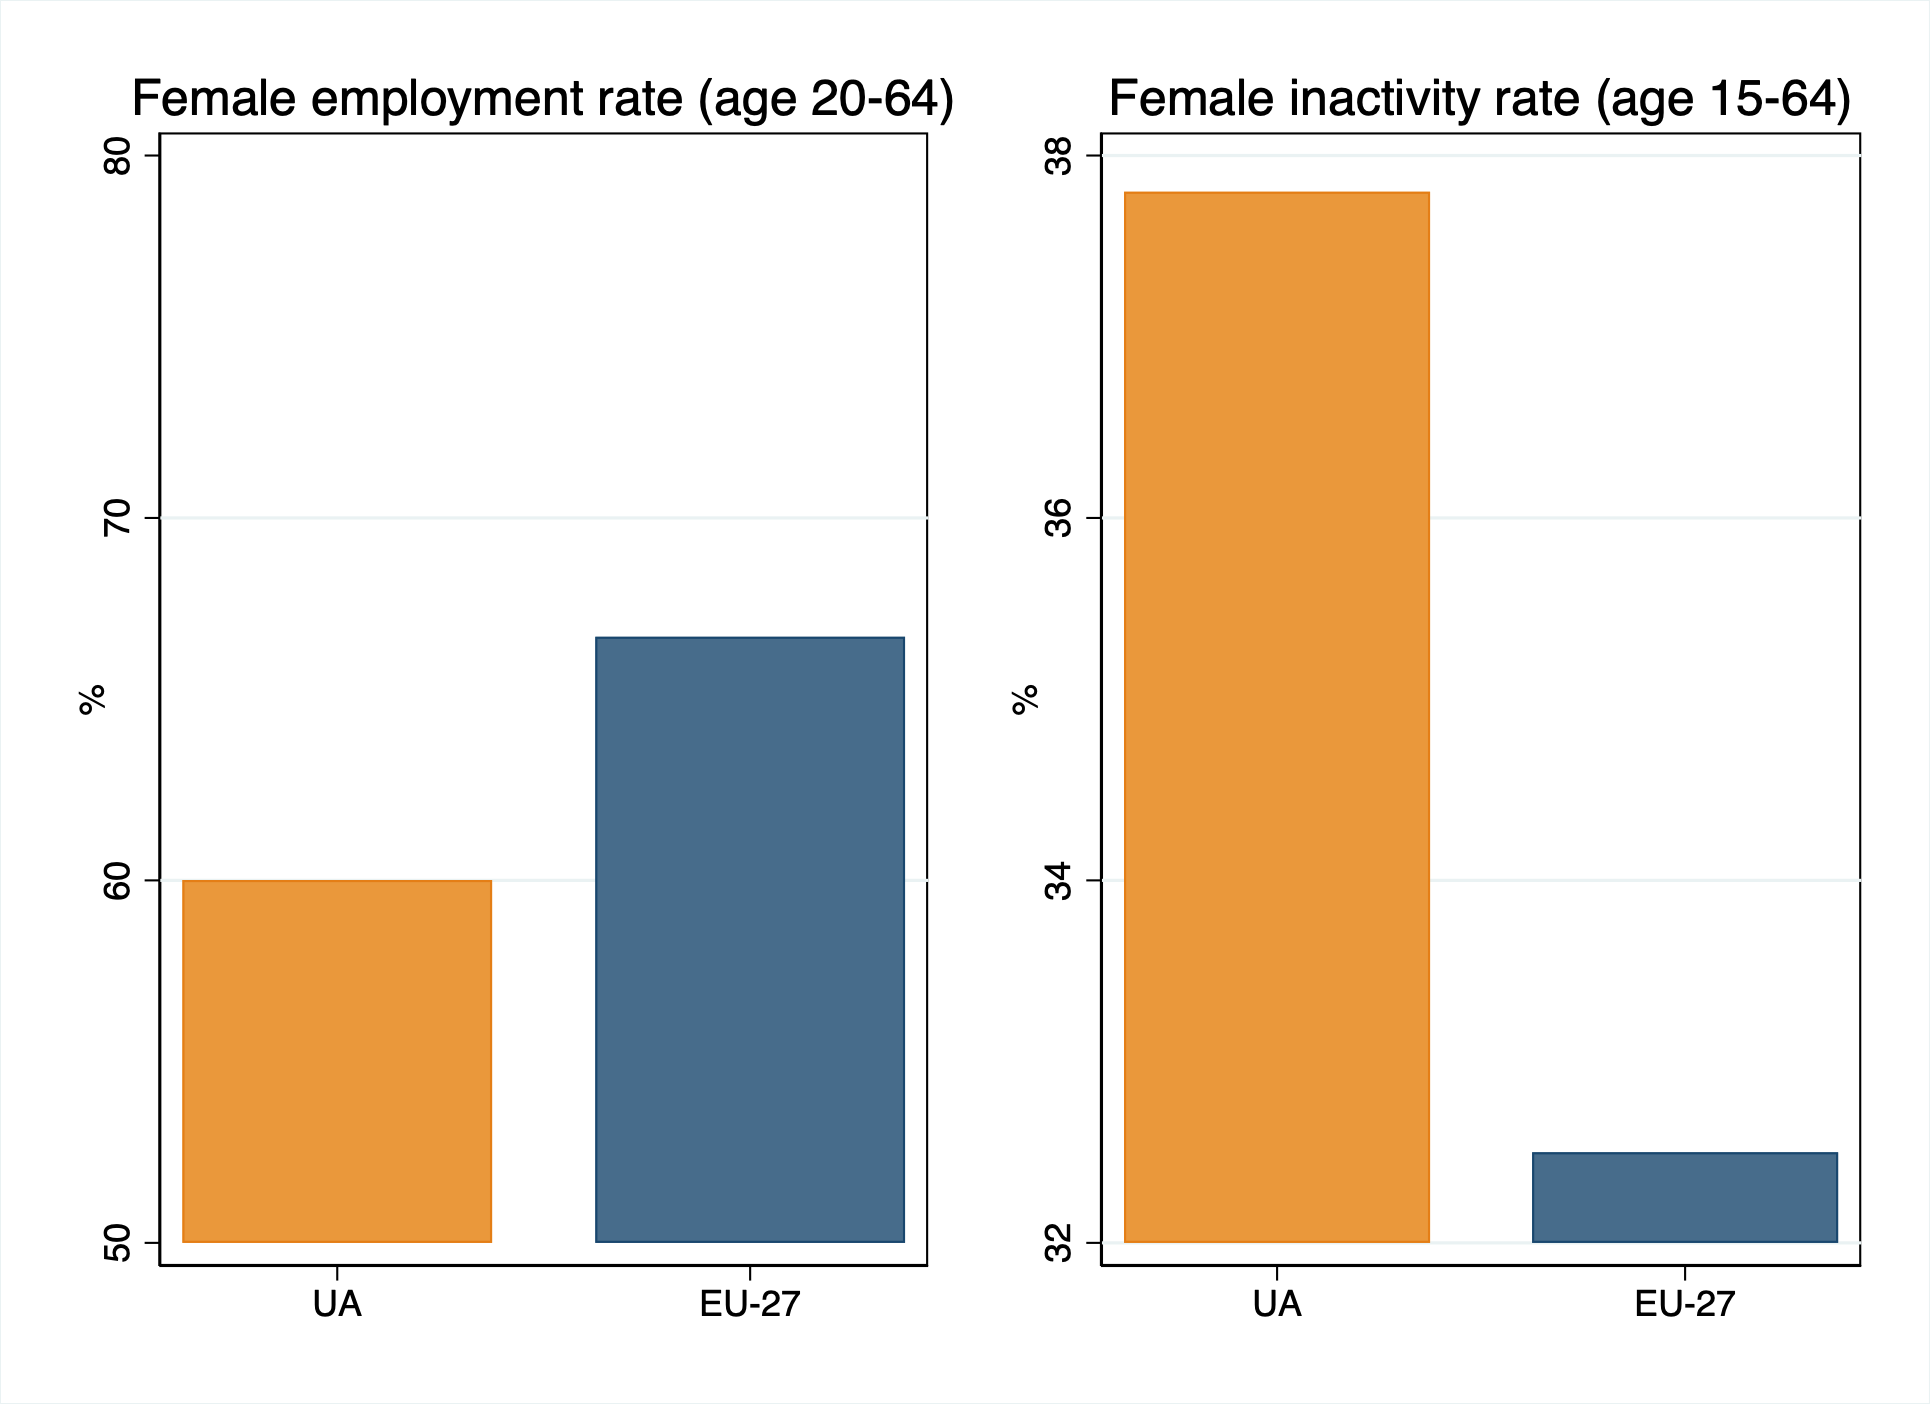 Female employment rate (age 20-64)
80
70
60
50
%
UA
EU-27
Female inactivity rate (age 15-64)
38
36
34
32
%
UA
EU-27